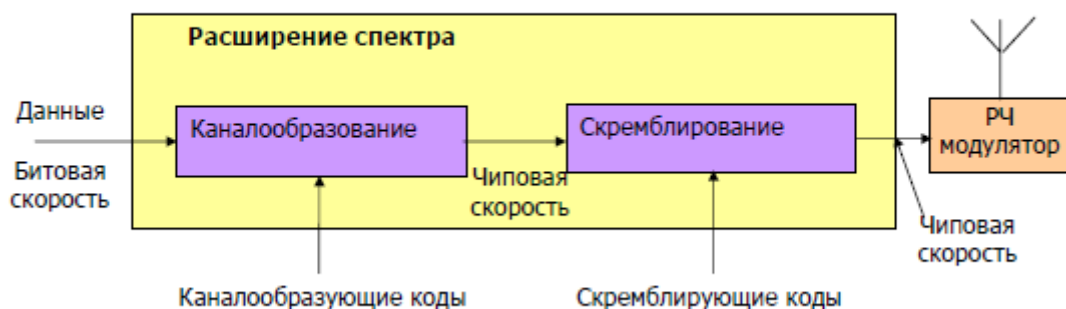 Расширение спектра
Данные
Битовая
скорость
Каналообразование
Чиповая
скорость
Скремблирование
РЧ
модулятор
Чиповая
скорость
Каналообразующие коды
Скремблирующие коды